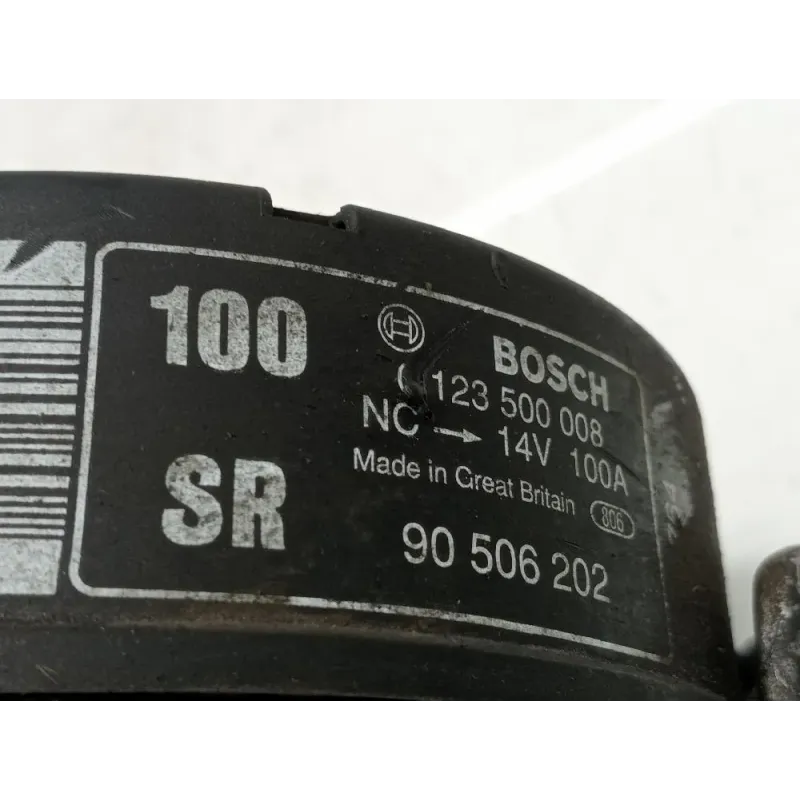 100
BOSCH
123 500 008
NC → 14V 100A
SR
Made in Great Britain 806
90 506 202